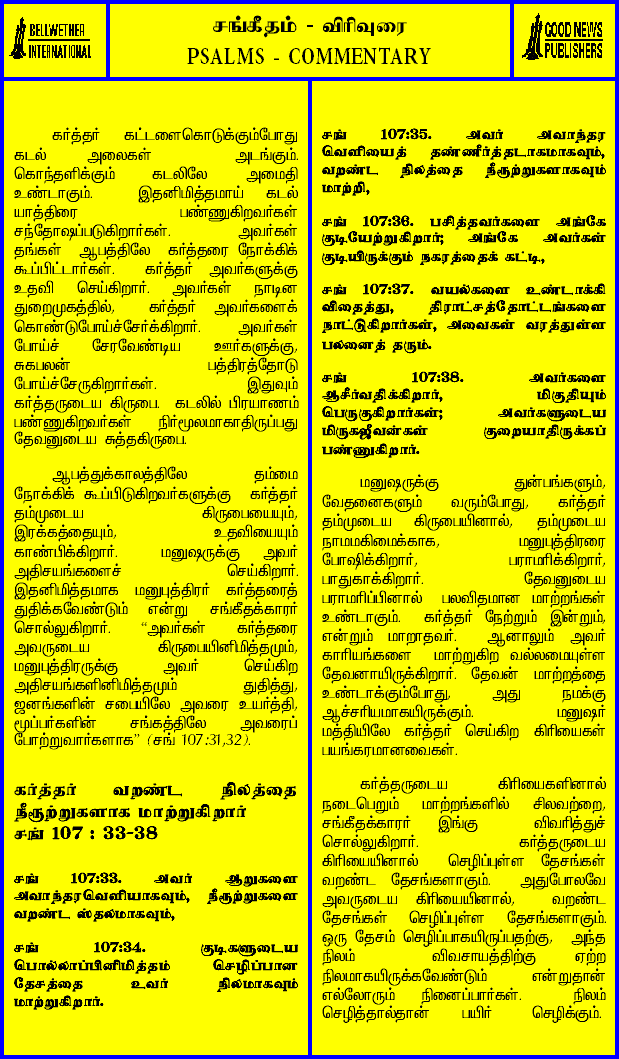 BELLWETHER
INTERNATIONAL
சங்கீதம் - விரிவுரை
PSALMS - COMMENTARY
GOOD NEWS
PUBLISHERS
கர்த்தர் கட்டளைகொடுக்கும்போது
கடல் அலைகள் அடங்கும்.
கொந்தளிக்கும் கடலிலே அமைதி
உண்டாகும். இதனிமித்தமாய் கடல்
யாத்திரை பண்ணுகிறவர்கள்
சந்தோஷப்படுகிறார்கள். அவர்கள்
தங்கள் ஆபத்திலே கர்த்தரை நோக்கிக்
கூப்பிட்டார்கள். கர்த்தர் அவர்களுக்கு
உதவி செய்கிறார். அவர்கள் நாடின
துறைமுகத்தில், கர்த்தர் அவர்களைக்
கொண்டுபோய்ச்சேர்க்கிறார். அவர்கள்
போய்ச் சேரவேண்டிய ஊர்களுக்கு,
சுகபலன் பத்திரத்தோடு
போய்ச்சேருகிறார்கள். இதுவும்
கர்த்தருடைய கிருபை. கடலில் பிரயாணம்
பண்ணுகிறவர்கள் நிர்மூலமாகாதிருப்பது
தேவனுடைய சுத்தகிருபை.
ஆபத்துக்காலத்திலே தம்மை
நோக்கிக் கூப்பிடுகிறவர்களுக்கு கர்த்தர்
தம்முடைய கிருபையையும்,
இரக்கத்தையும், உதவியையும்
காண்பிக்கிறார். மனுஷருக்கு அவர்
அதிசயங்களைச் செய்கிறார்.
இதனிமித்தமாக மனுபுத்திரர் கர்த்தரைத்
துதிக்கவேண்டும் என்று சங்கீதக்காரர்
சொல்லுகிறார். “அவர்கள் கர்த்தரை
அவருடைய கிருபையினிமித்தமும்,
மனுபுத்திரருக்கு அவர் செய்கிற
அதிசயங்களினிமித்தமும் துதித்து,
ஜனங்களின் சபையிலே அவரை உயர்த்தி,
மூப்பர்களின் சங்கத்திலே அவரைப்
போற்றுவார்களாக” (சங் 107:31,32).
கர்த்தர் வறண்ட நிலத்தை
நீரூற்றுகளாக மாற்றுகிறார்
சங் 107 : 33-38
சங் 107:33. அவர் ஆறுகளை
அவாந்தரவெளியாகவும், நீரூற்றுகளை
வறண்ட ஸ்தலமாகவும்,
சங் 107:34. குடிகளுடைய
பொல்லாப்பினிமித்தம் செழிப்பான
தேசத்தை உவர் நிலமாகவும்
மாற்றுகிறார்.
சங் 107:35. அவர் அவாந்தர
வெளியைத் தண்ணீர்த்தடாகமாகவும்,
வறண்ட நிலத்தை நீரூற்றுகளாகவும்
மாற்றி,
சங் 107:36. பசித்தவர்களை அங்கே
குடியேற்றுகிறார்; அங்கே அவர்கள்
குடியிருக்கும் நகரத்தைக் கட்டி,
சங் 107:37. வயல்களை உண்டாக்கி
விதைத்து, திராட்சத்தோட்டங்களை
நாட்டுகிறார்கள், அவைகள் வரத்துள்ள
பலனைத் தரும்.
சங் 107:38. அவர்களை
ஆசீர்வதிக்கிறார், மிகுதியும்
பெருகுகிறார்கள்; அவர்களுடைய
மிருகஜீவன்கள் குறையாதிருக்கப்
பண்ணுகிறார்.
மனுஷருக்கு துன்பங்களும்,
வேதனைகளும் வரும்போது, கர்த்தர்
தம்முடைய கிருபையினால், தம்முடைய
நாமமகிமைக்காக, மனுபுத்திரரை
போஷிக்கிறார், பராமரிக்கிறார்,
பாதுகாக்கிறார். தேவனுடைய
பராமரிப்பினால் பலவிதமான மாற்றங்கள்
உண்டாகும். கர்த்தர் நேற்றும் இன்றும்,
என்றும் மாறாதவர். ஆனாலும் அவர்
காரியங்களை மாற்றுகிற வல்லமையுள்ள
தேவனாயிருக்கிறார். தேவன் மாற்றத்தை
உண்டாக்கும்போது, அது நமக்கு
ஆச்சரியமாகயிருக்கும். மனுஷர்
மத்தியிலே கர்த்தர் செய்கிற கிரியைகள்
பயங்கரமானவைகள்.
கர்த்தருடைய கிரியைகளினால்
நடைபெறும் மாற்றங்களில் சிலவற்றை,
சங்கீதக்காரர் இங்கு விவரித்துச்
சொல்லுகிறார். கர்த்தருடைய
கிரியையினால் செழிப்புள்ள தேசங்கள்
வறண்ட தேசங்களாகும். அதுபோலவே
அவருடைய கிரியையினால், வறண்ட
தேசங்கள் செழிப்புள்ள தேசங்களாகும்.
ஒரு தேசம் செழிப்பாகயிருப்பதற்கு, அந்த
நிலம் விவசாயத்திற்கு ஏற்ற
நிலமாகயிருக்கவேண்டும் என்றுதான்
எல்லோரும் நினைப்பார்கள். நிலம்
செழித்தால்தான் பயிர் செழிக்கும்.